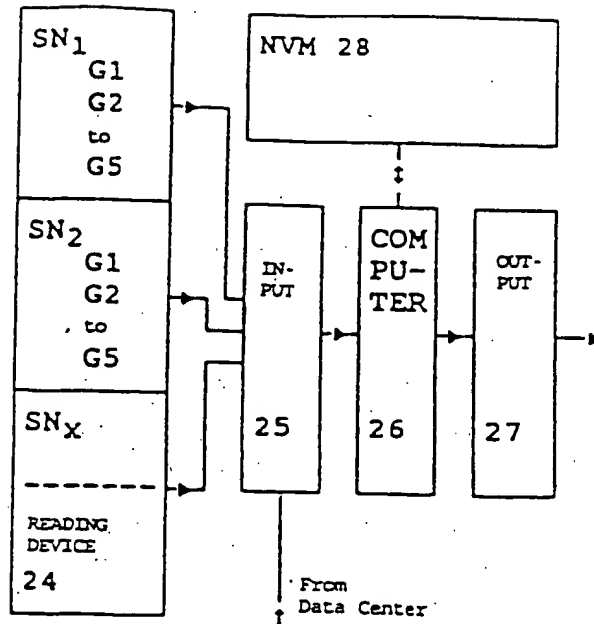 SN1
G1
G2
to
G5
SN2
G1
G2
to
G5
SNX
READING
DEVICE
24
NVM 28
IN-
PUT
25
COM
PU-
TER
26
OUT-
PUT
27
From
Data Center